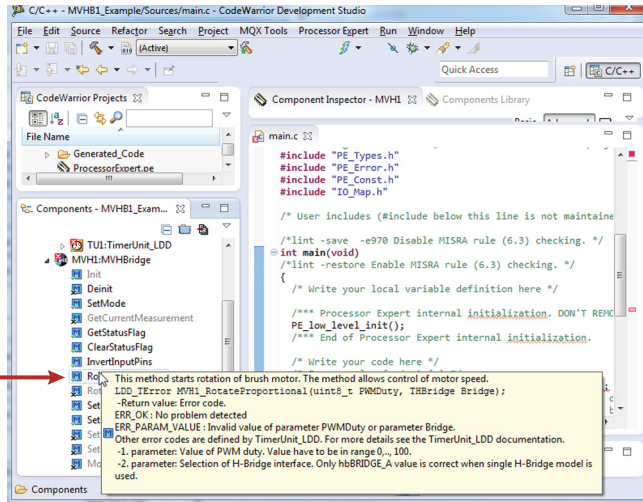 C/C++ - MVHB1_Example/Sources/main.c - CodeWarrior Development Studio
File Edit Source Refactor Search Project MQX Tools Processor Expert Run Window Help
(Active)
Quick Access
C/C++
CodeWarrior Projects
File Name
Generated_Code
ProcessorExpert.pe
Components - MVHB1_Exam...
TU1:TimerUnit_LDD
MVH1:MVHBridge
Init
Deinit
SetMode
GetCurrentMeasurement
GetStatusFlag
ClearStatusFlag
InvertInputPins
Ro
Rot
Set
Set
Set
Set
Mo
Components
Component Inspector - MVH1
Components Library
main.c
#include "PE_Types.h"
#include "PE_Error.h"
#include "PE_Const.h"
#include "IO_Map.h"
/* User includes (#include below this line is not maintaine
/*lint -save -e970 Disable MISRA rule (6.3) checking. */
int main(void)
/*lint -restore Enable MISRA rule (6.3) checking. */
{
/* Write your local variable definition here */
/*** Processor Expert internal initialization. DON'T REMO
PE_low_level_init();
/*** End of Processor Expert internal initialization.
/* Write your code here */
This method starts rotation of brush motor. The method allows control of motor speed.
LDD_TError MVH1_RotateProportional(uint8_t PWMDuty, THBridge Bridge);
-Return value: Error code.
ERR_OK : No problem detected
ERR_PARAM_VALUE : Invalid value of parameter PWMDuty or parameter Bridge.
Other error codes are defined by TimerUnit_LDD. For more details see the TimerUnit_LDD documentation.
-1. parameter: Value of PWM duty. Value have to be in range 0,.., 100.
-2. parameter: Selection of H-Bridge interface. Only hbBRIDGE_A value is correct when single H-Bridge model is
used.